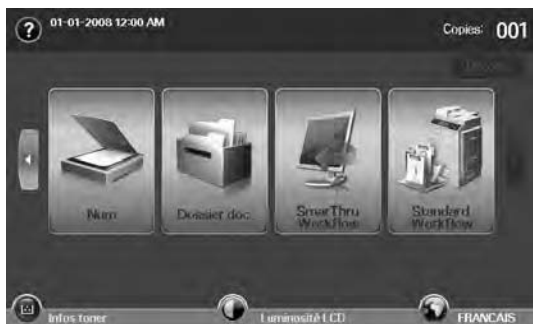 01-01-2008 12:00 AM
Copies: 001
Num
Dossier doc.
SmarThru
Workflow
Standard
Workflow
Infos toner
Luminosité LCD
FRANCAIS